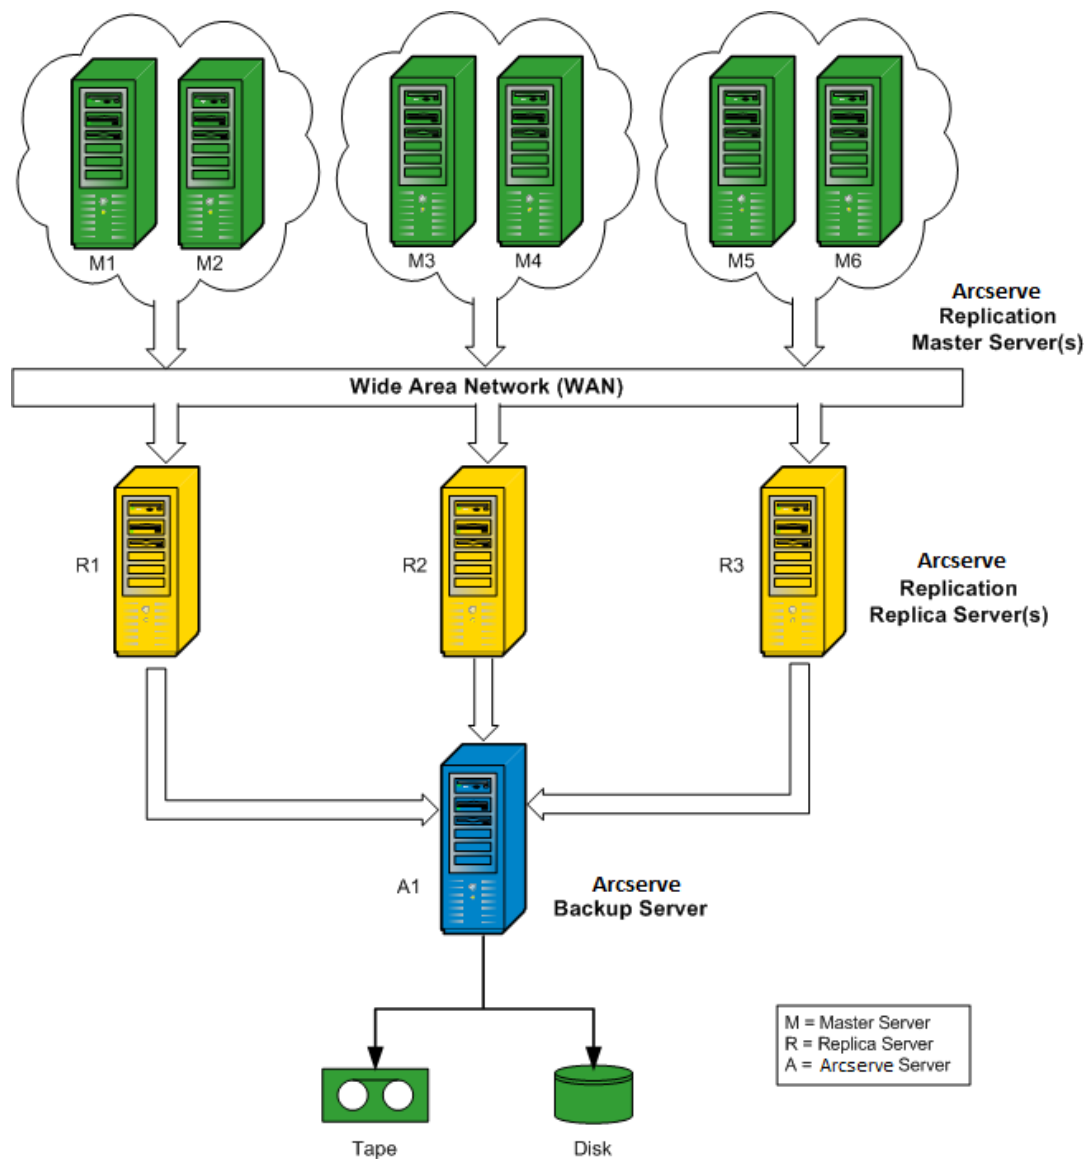 M1
M2
M3
M4
M5
M6
Arcserve
Replication
Master Server(s)
Wide Area Network (WAN)
R1
R2
R3
Arcserve
Replication
Replica Server(s)
A1
Arcserve
Backup Server
M = Master Server
R = Replica Server
A = Arcserve Server
Tape
Disk